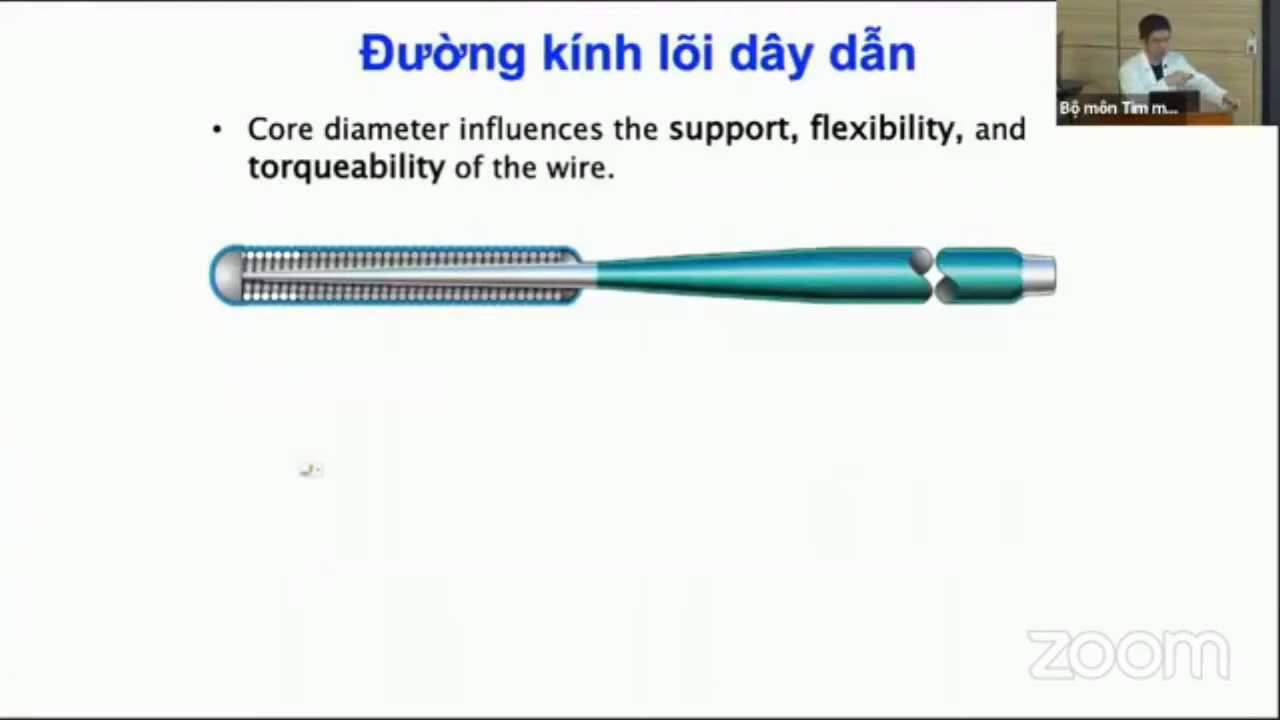 Đường kính lõi dây dẫn
• Core diameter influences the support, flexibility, and
torqueability of the wire.
Bộ môn Tim m...
zoom